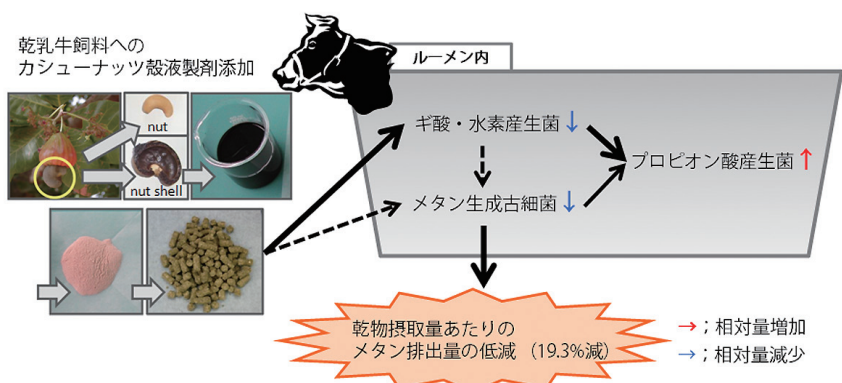 乾乳牛飼料への
カシューナッツ殻液製剤添加
nut
nut shell
ルーメン内
ギ酸・水素産生菌↓
プロピオン酸産生菌↑
メタン生成古細菌↓
乾物摂取量あたりの
メタン排出量の低減 （19.3%減）
→；相対量増加
→；相対量減少